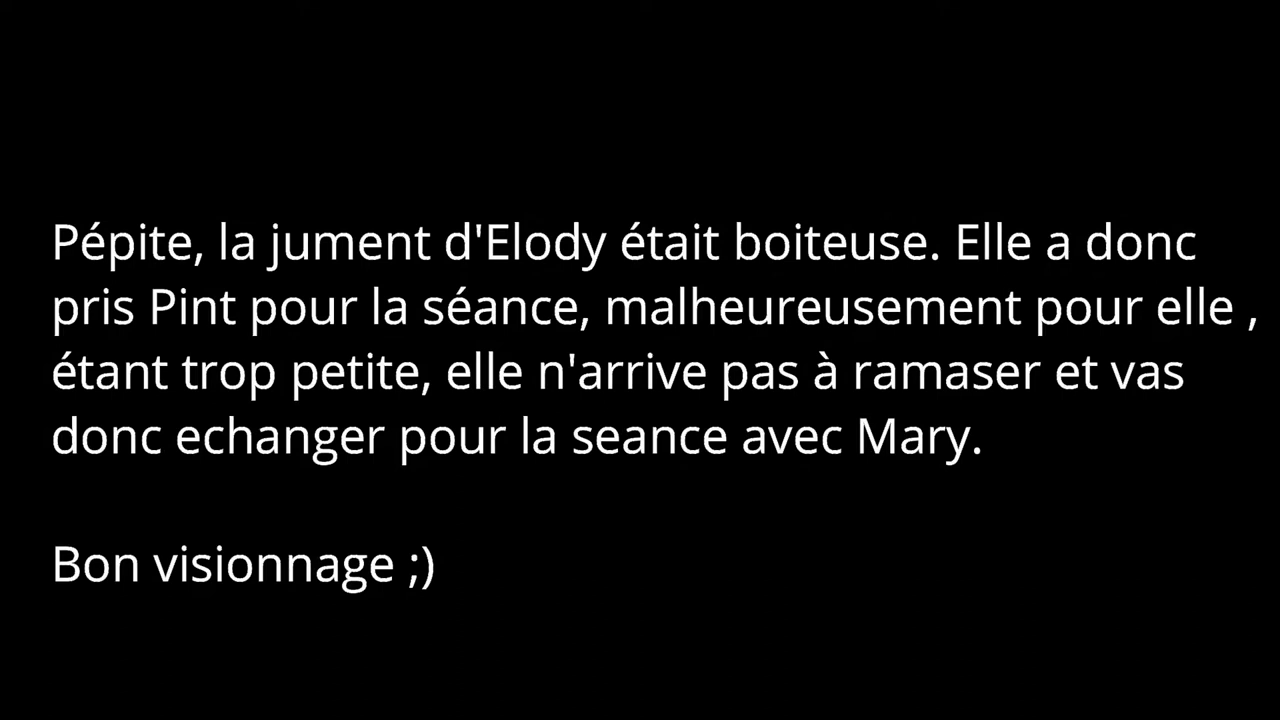 Pépite, la jument d'Elody était boiteuse. Elle a donc
pris Pint pour la séance, malheureusement pour elle ,
étant trop petite, elle n'arrive pas à ramaser et vas
donc echanger pour la seance avec Mary.
Bon visionnage ;)